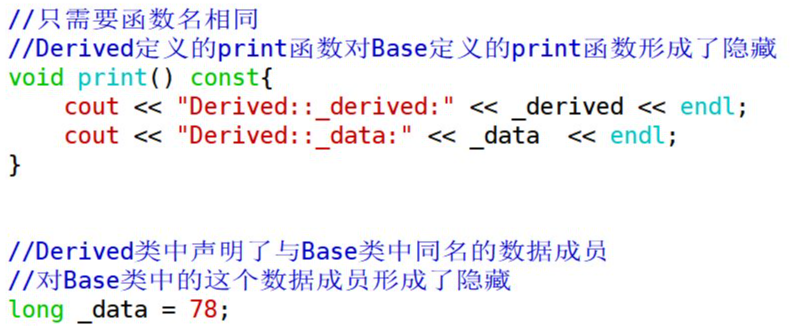 //只需要函数名相同
//Derived定义的print函数对Base定义的print函数形成了隐藏
void print() const{
    cout << "Derived::_derived:" << _derived << endl;
    cout << "Derived::_data:" << _data  << endl;
}
//Derived类中声明了与Base类中同名的数据成员
//对Base类中的这个数据成员形成了隐藏
long _data = 78;